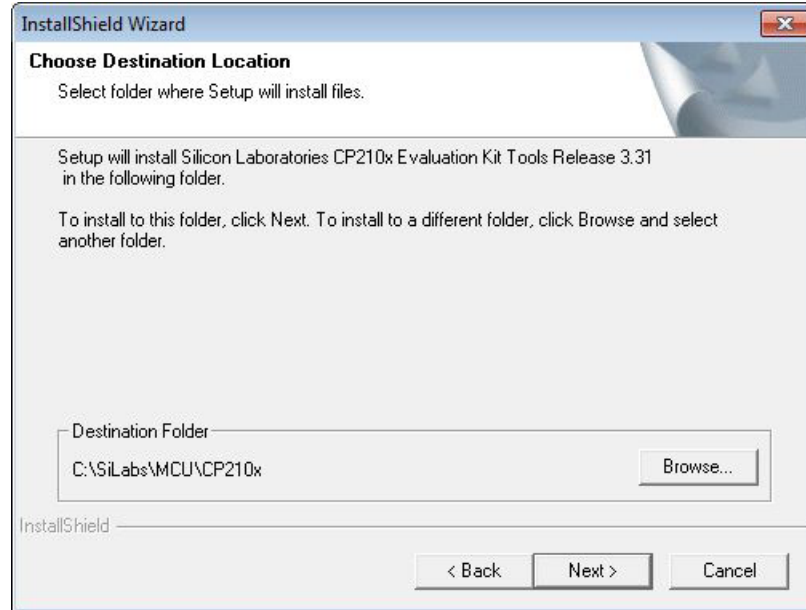 InstallShield Wizard
Choose Destination Location
Select folder where Setup will install files.
Setup will install Silicon Laboratories CP210x Evaluation Kit Tools Release 3.31
in the following folder.
To install to this folder, click Next. To install to a different folder, click Browse and select
another folder.
Destination Folder
C:\SiLabs\MCU\CP210x
Browse...
InstallShield
< Back
Next >
Cancel